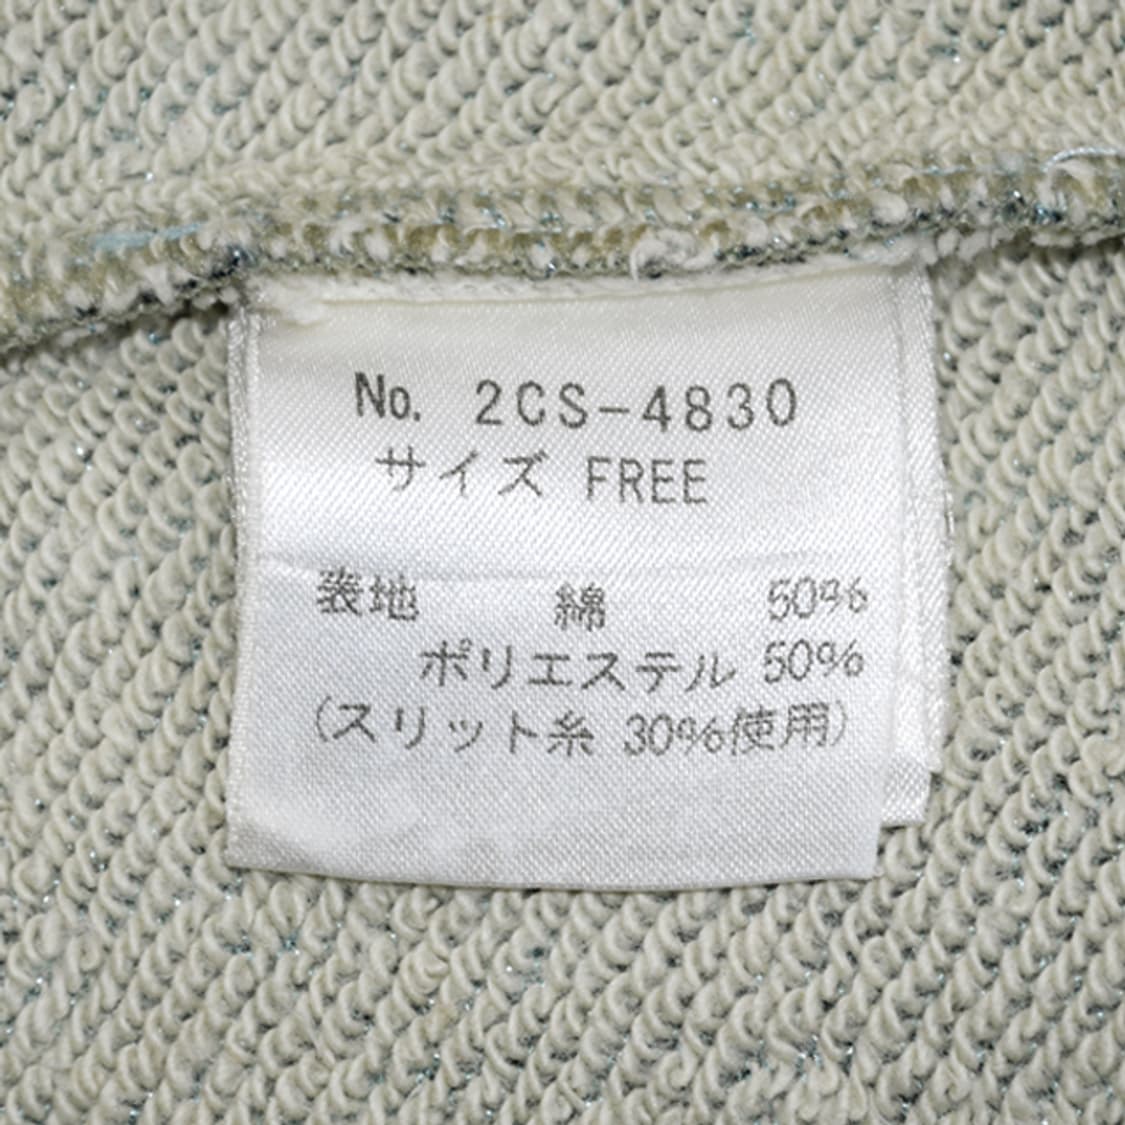 No. 2CS-4830
サイズ FREE
表地 綿 50%
ポリエステル 50%
(スリット糸 30%使用)